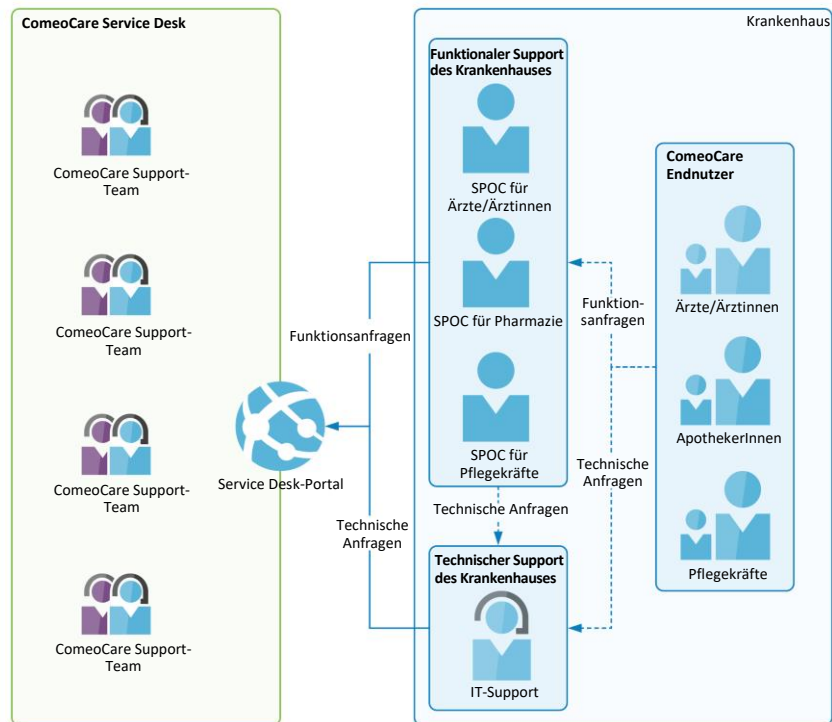 ComeoCare Service Desk
ComeoCare Support-
Team
ComeoCare Support-
Team
ComeoCare Support-
Team
ComeoCare Support-
Team
Service Desk-Portal
Funktionsanfragen
Technische
Anfragen
Krankenhaus
Funktionaler Support
des Krankenhauses
SPOC für
Ärzte/Ärztinnen
SPOC für Pharmazie
SPOC für
Pflegekräfte
Technische Anfragen
Technischer Support
des Krankenhauses
IT-Support
Funktion-
sanfragen
Technische
Anfragen
ComeoCare
Endnutzer
Ärzte/Ärztinnen
ApothekerInnen
Pflegekräfte